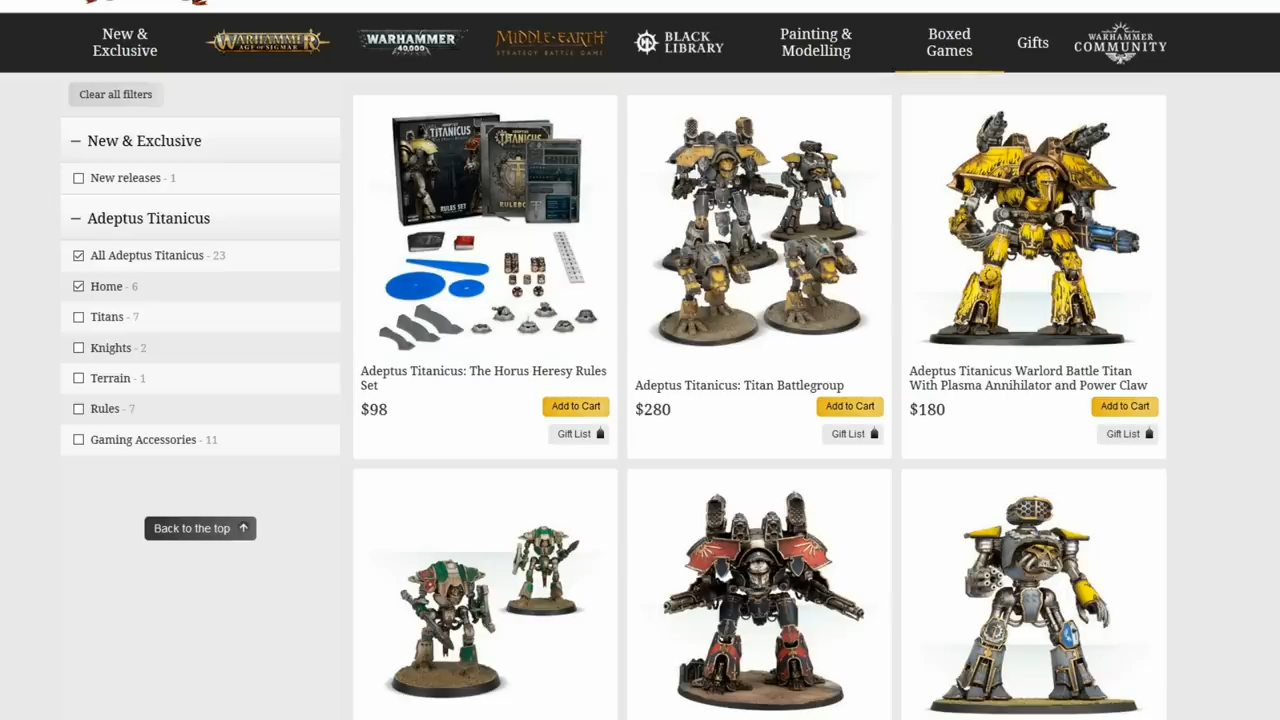 New &
Exclusive
WARHAMMER
AGE OF SIGMAR
WARHAMMER
40,000
MIDDLE-EARTH
STRATEGY BATTLE GAME
BLACK
LIBRARY
Painting &
Modelling
Boxed
Games
Gifts
WARHAMMER
COMMUNITY
Clear all filters
New & Exclusive
New releases - 1
Adeptus Titanicus
All Adeptus Titanicus - 23
Home - 6
Titans - 7
Knights - 2
Terrain - 1
Rules - 7
Gaming Accessories - 11
Back to the top
TITANICUS
RULES SET
TITANICUS
Adeptus Titanicus: The Horus Heresy Rules
Set
$98
Add to Cart
Gift List
Adeptus Titanicus: Titan Battlegroup
$280
Add to Cart
Gift List
Adeptus Titanicus Warlord Battle Titan
With Plasma Annihilator and Power Claw
$180
Add to Cart
Gift List